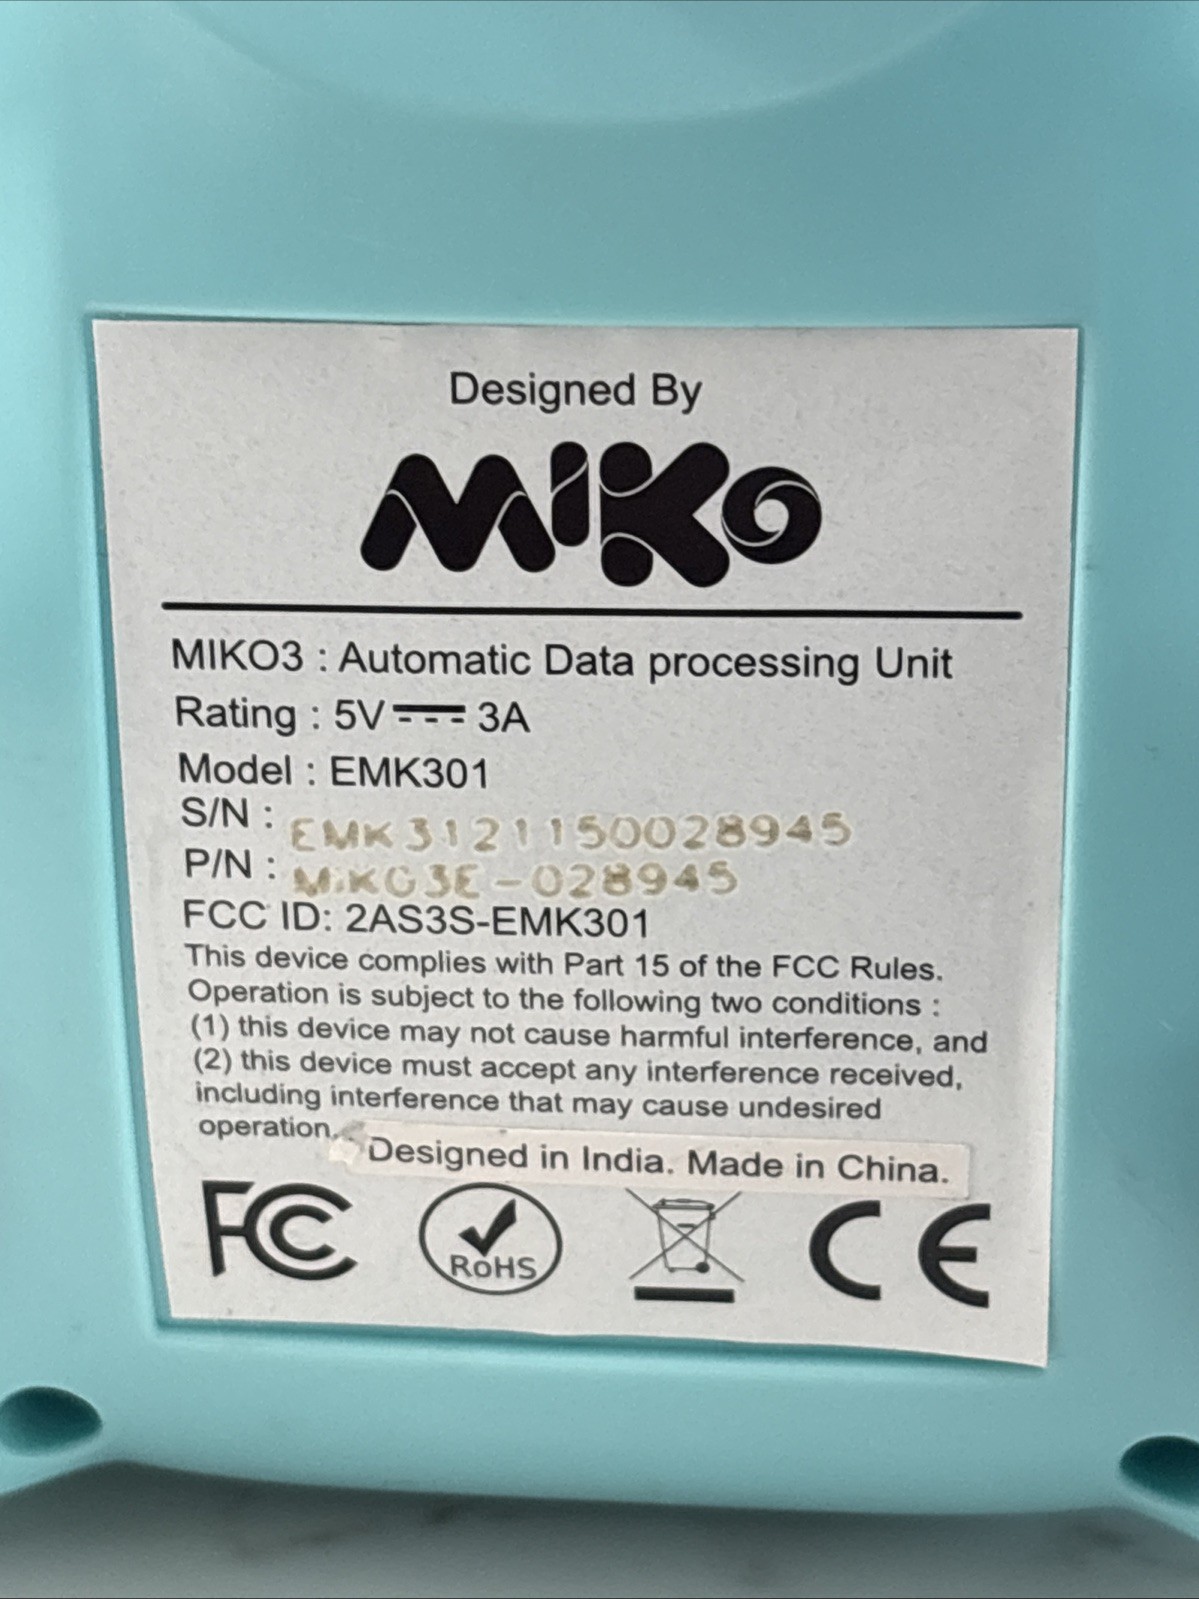 Designed By
MIKO
MIKO3 : Automatic Data processing Unit
Rating : 5V 3A
Model : EMK301
S/N : EMK3121150028945
P/N : MIKO3E-028945
FCC ID: 2AS3S-EMK301
This device complies with Part 15 of the FCC Rules.
Operation is subject to the following two conditions :
(1) this device may not cause harmful interference, and
(2) this device must accept any interference received,
including interference that may cause undesired
operation.
Designed in India. Made in China.
FC RoHS CE